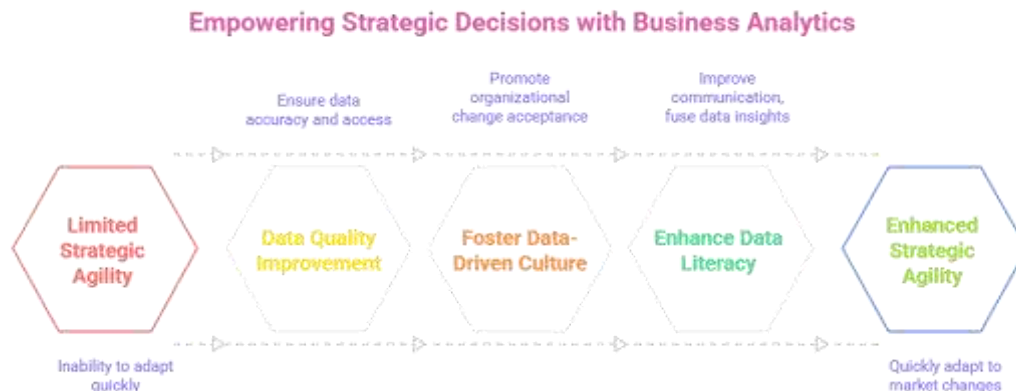 Empowering Strategic Decisions with Business Analytics
Ensure data
accuracy and access
Promote
organizational
change acceptance
Improve
communication,
fuse data insights
Limited
Strategic
Agility
Data Quality
Improvement
Foster Data-
Driven Culture
Enhance Data
Literacy
Enhanced
Strategic
Agility
Inability to adapt
quickly
Quickly adapt to
market changes